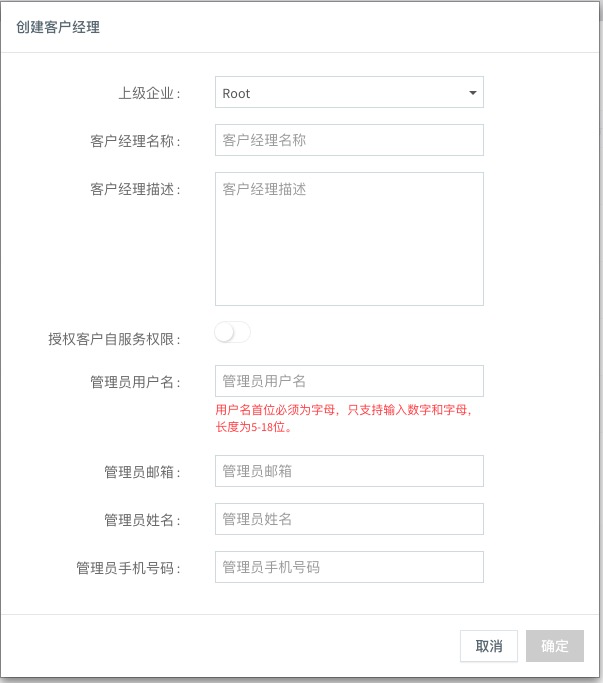 创建客户经理
上级企业 : Root
客户经理名称 : 客户经理名称
客户经理描述 : 客户经理描述
授权客户自服务权限 :
管理员用户名 : 管理员用户名
用户名首位必须为字母，只支持输入数字和字母，
长度为5-18位。
管理员邮箱 : 管理员邮箱
管理员姓名 : 管理员姓名
管理员手机号码 : 管理员手机号码
取消 确定